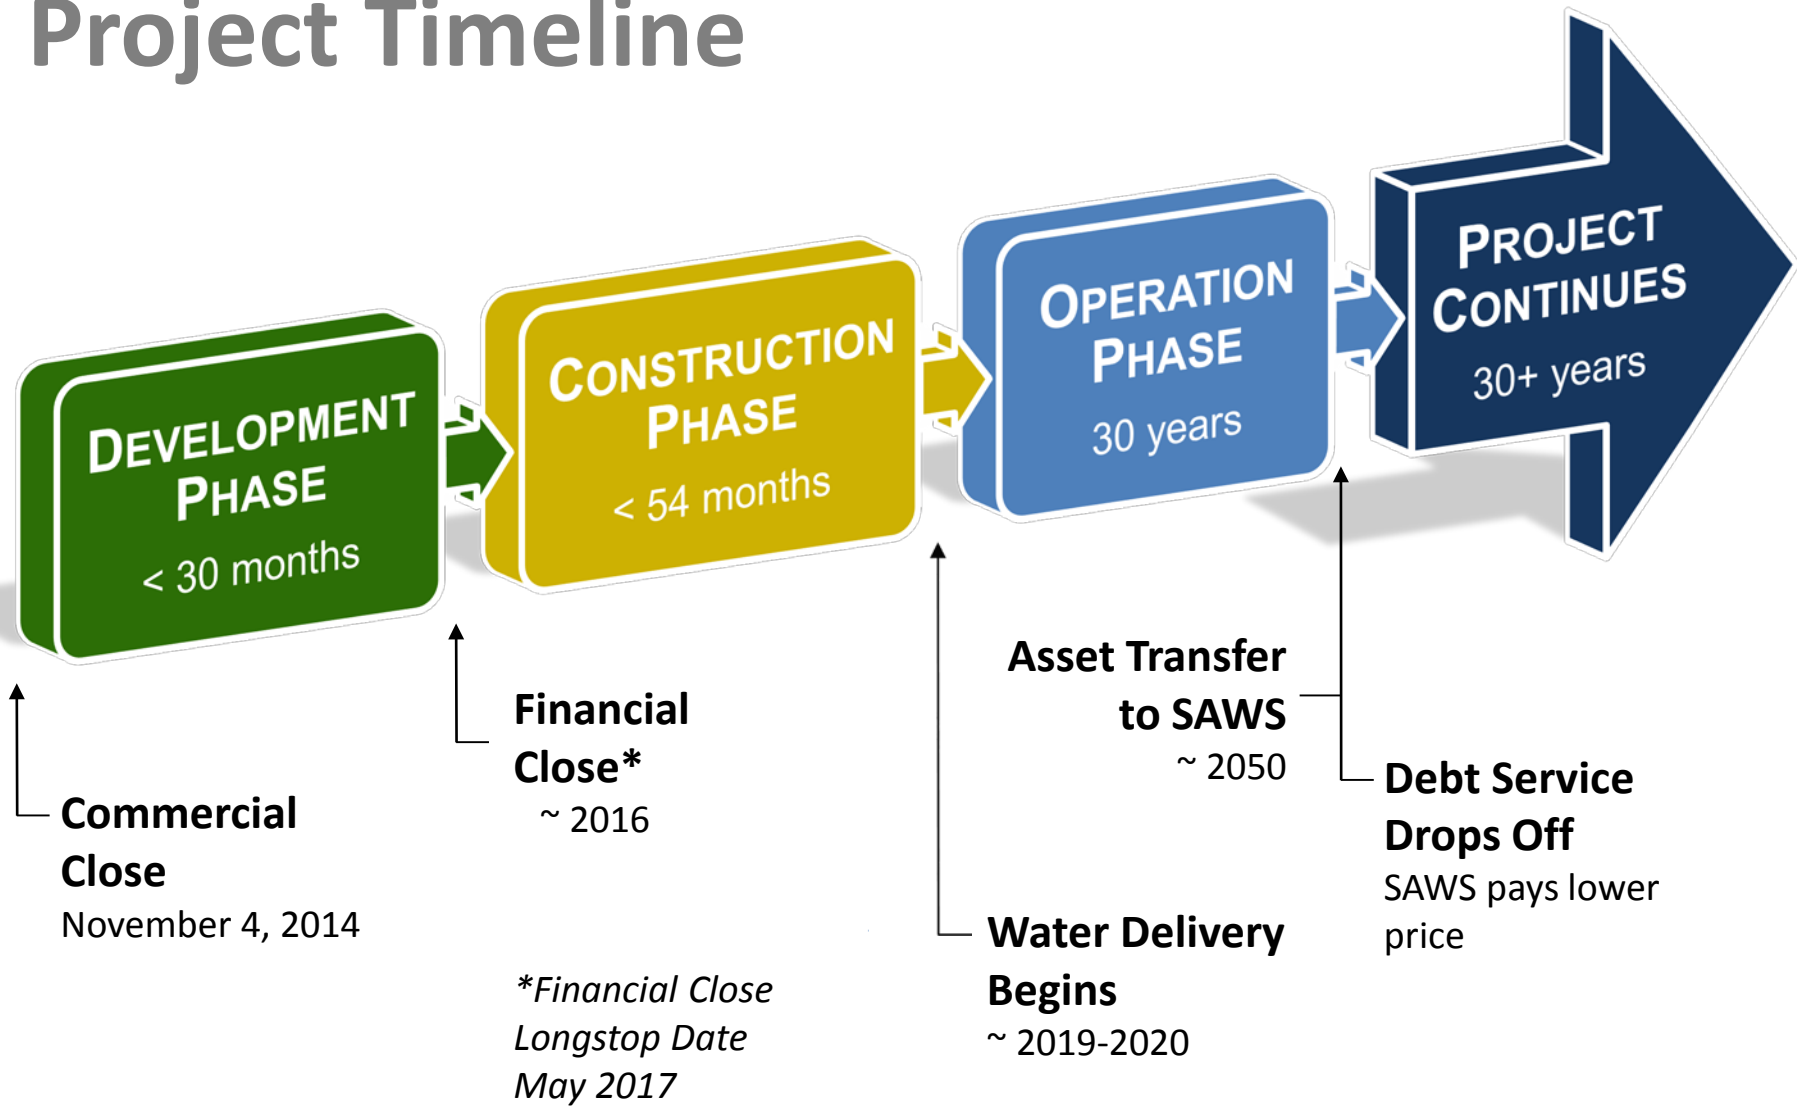 Project Timeline
DEVELOPMENT
PHASE
< 30 months
CONSTRUCTION
PHASE
< 54 months
OPERATION
PHASE
30 years
PROJECT
CONTINUES
30+ years
Commercial
Close
November 4, 2014
Financial
Close*
~ 2016
*Financial Close
Longstop Date
May 2017
Water Delivery
Begins
~ 2019-2020
Asset Transfer
to SAWS
~ 2050
Debt Service
Drops Off
SAWS pays lower
price